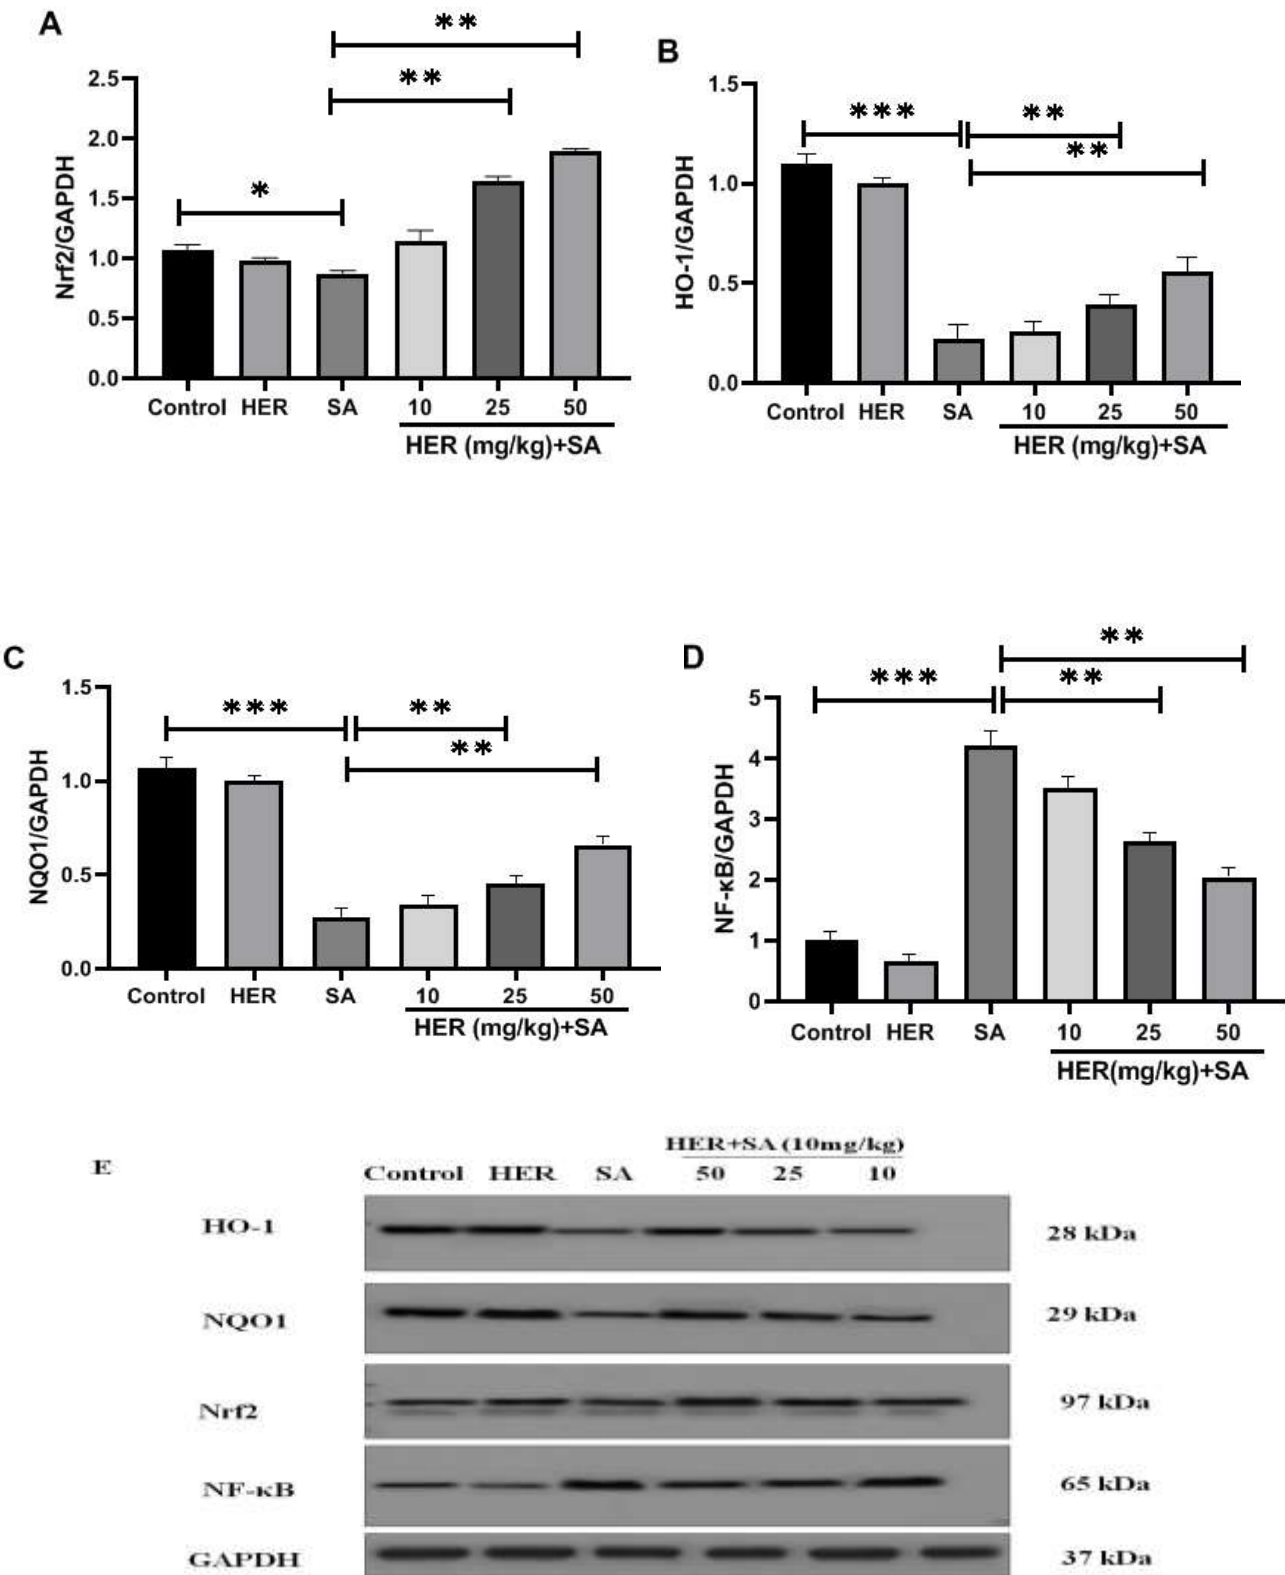 A
**
**
*
2.5
2.0
1.5
1.0
0.5
0.0
Nrf2/GAPDH
Control HER SA 10 25 50
HER (mg/kg)+SA
B
***
**
**
1.5
1.0
0.5
0.0
HO-1/GAPDH
Control HER SA 10 25 50
HER (mg/kg)+SA
C
***
**
**
1.5
1.0
0.5
0.0
NQO1/GAPDH
Control HER SA 10 25 50
HER (mg/kg)+SA
D
**
***
**
5
4
3
2
1
0
NF-κB/GAPDH
Control HER SA 10 25 50
HER(mg/kg)+SA
E
HER+SA (10mg/kg)
Control HER SA 50 25 10
HO-1 28 kDa
NQO1 29 kDa
Nrf2 97 kDa
NF-κB 65 kDa
GAPDH 37 kDa